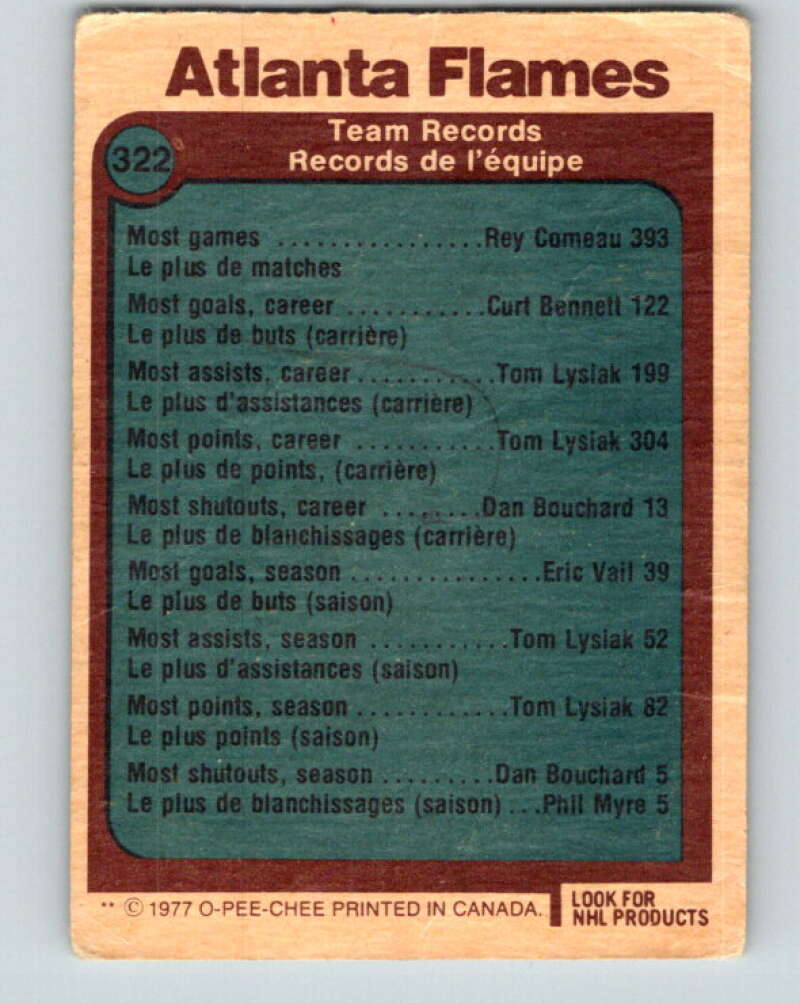 Atlanta Flames
322
Team Records
Records de l'équipe
Most games ................Rey Comeau 393
Le plus de matches
Most goals, career ...........Curt Bennett 122
Le plus de buts (carrière)
Most assists, career...........Tom Lysiak 199
Le plus d'assistances (carrière)
Most points, career ...........Tom Lysiak 304
Le plus de points, (carrière)
Most shutouts, career ........Dan Bouchard 13
Le plus de blanchissages (carrière)
Most goals, season ...............Eric Vail 39
Le plus de buts (saison)
Most assists, season ...........Tom Lysiak 52
Le plus d'assistances (saison)
Most points, season ............Tom Lysiak 82
Le plus points (saison)
Most shutouts, season .........Dan Bouchard 5
Le plus de blanchissages (saison) ...Phil Myre 5
** © 1977 O-PEE-CHEE PRINTED IN CANADA.
LOOK FOR
NHL PRODUCTS